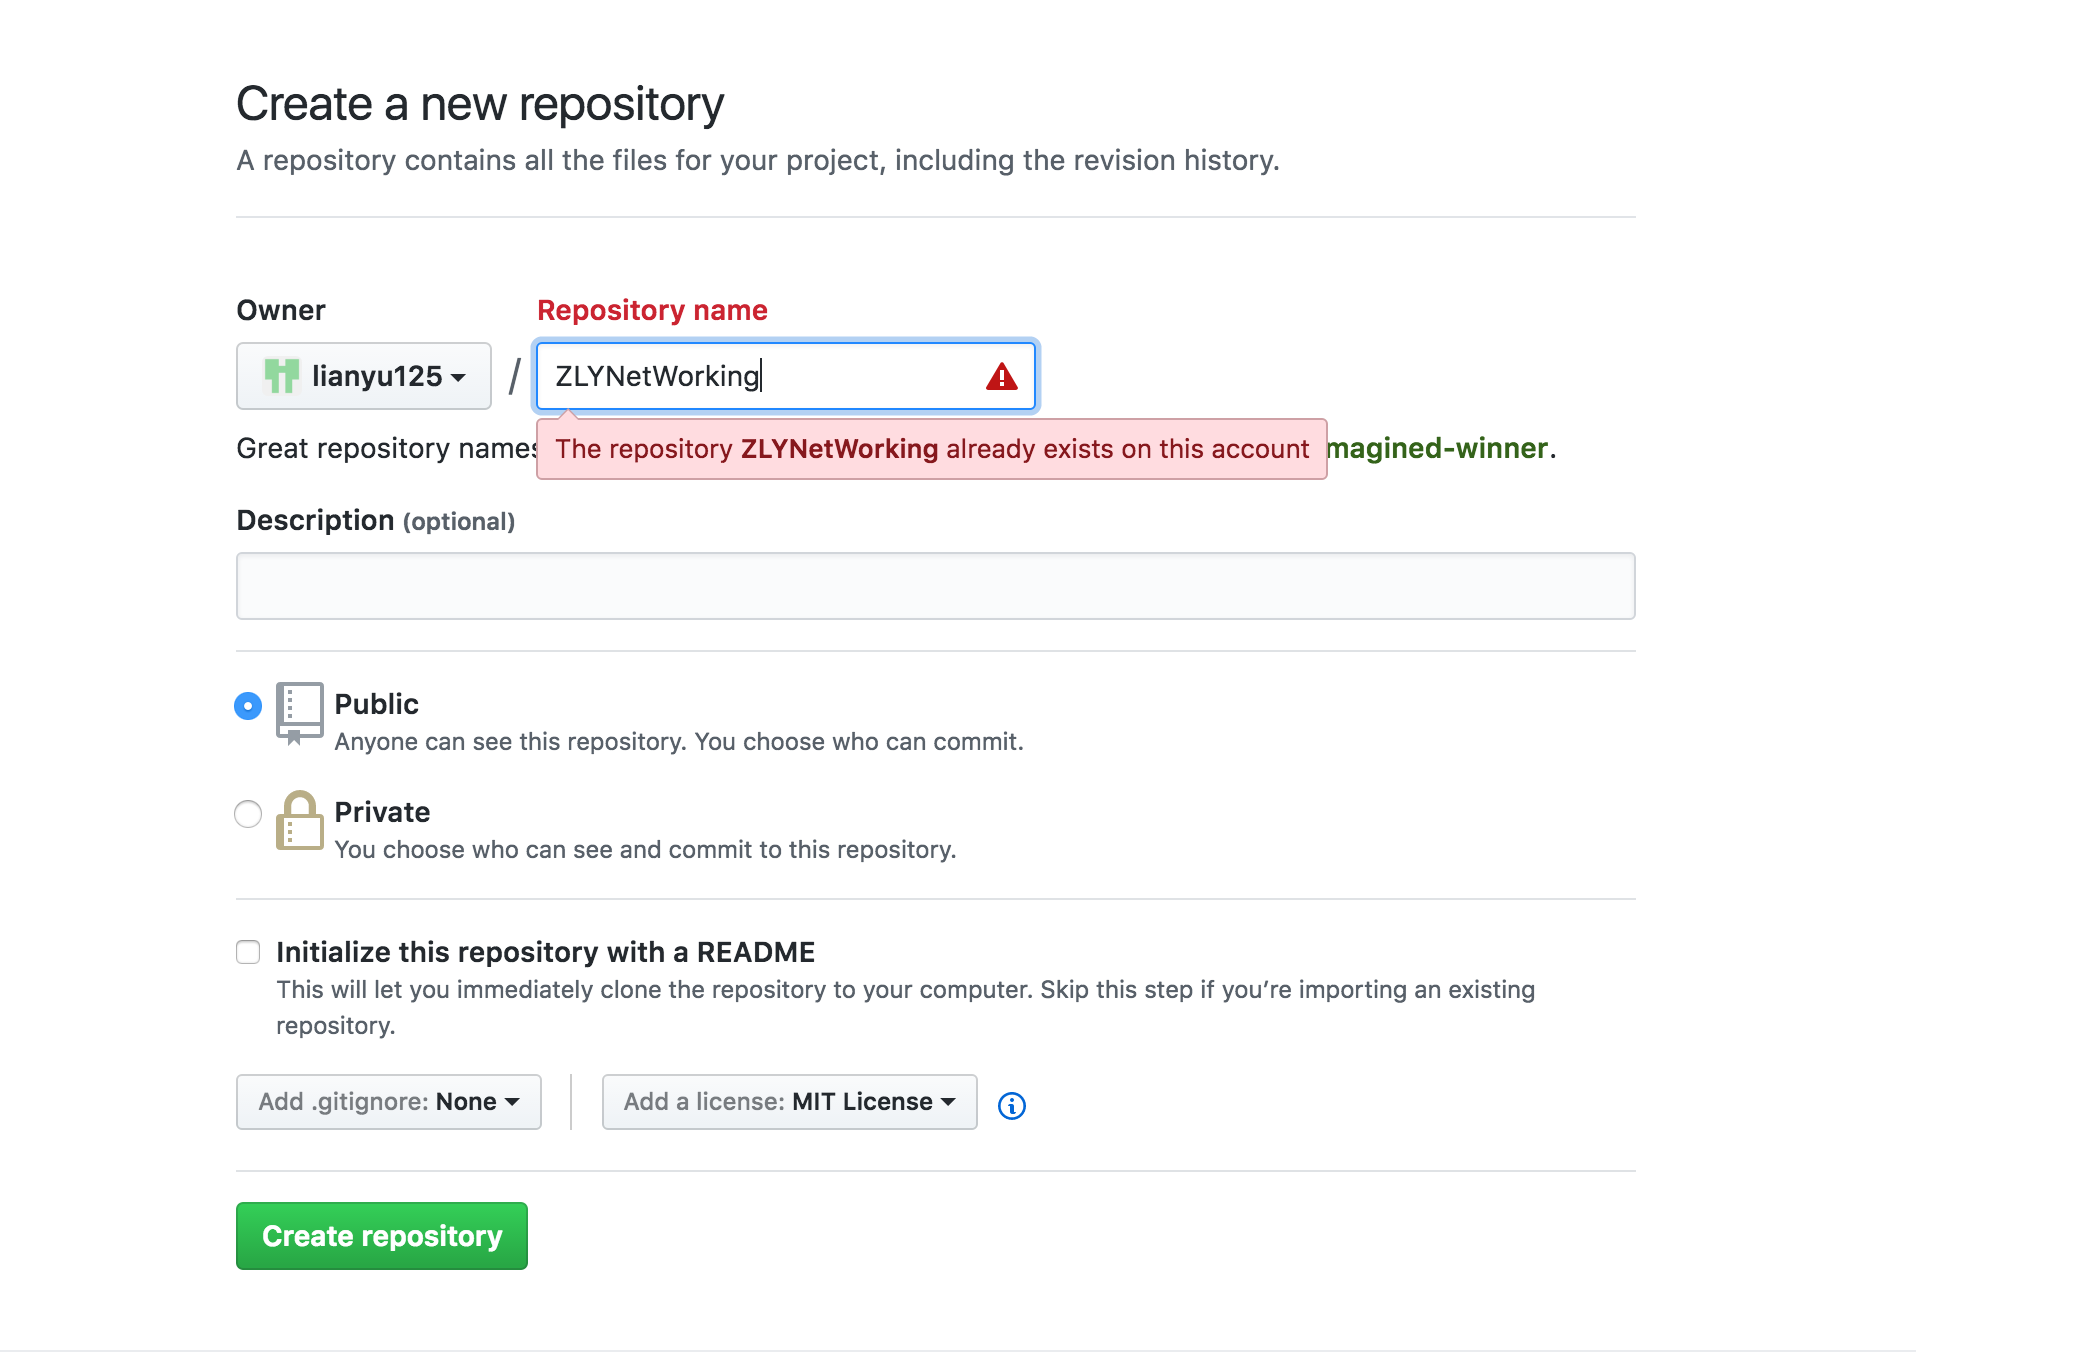 Create a new repository
A repository contains all the files for your project, including the revision history.
Owner
Repository name
lianyu125
/
ZLYNetWorking
Great repository names
The repository ZLYNetWorking already exists on this account
magined-winner.
Description (optional)
Public
Anyone can see this repository. You choose who can commit.
Private
You choose who can see and commit to this repository.
Initialize this repository with a README
This will let you immediately clone the repository to your computer. Skip this step if you’re importing an existing
repository.
Add .gitignore: None
Add a license: MIT License
Create repository